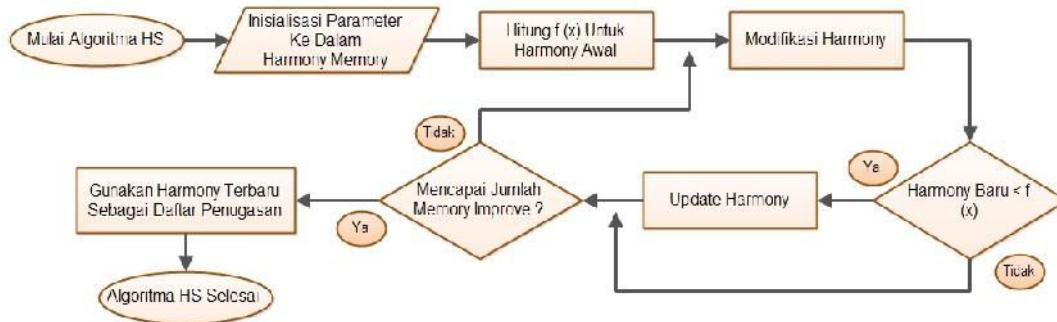 Mulai Algoritma HS
Inisialisasi Parameter
Ke Dalam
Harmony Memory
Hitung f (x) Untuk
Harmony Awal
Modifikasi Harmony
Harmony Baru < f
(x)
Ya
Tidak
Update Harmony
Mencapai Jumlah
Memory Improve ?
Tidak
Ya
Gunakan Harmony Terbaru
Sebagai Daftar Penugasan
Algoritma HS Selesai